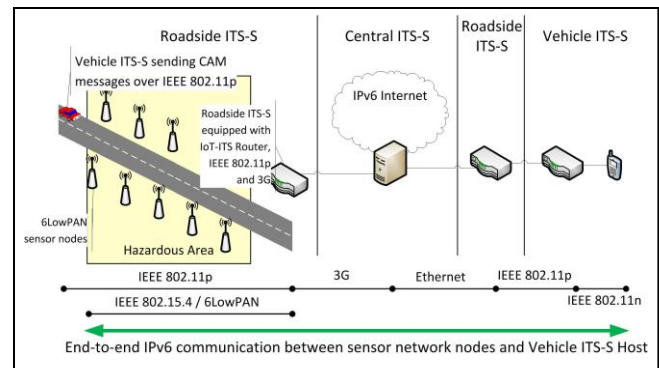 Roadside ITS-S
Central ITS-S
Roadside
ITS-S
Vehicle ITS-S
Vehicle ITS-S sending CAM
messages over IEEE 802.11p
IPv6 Internet
Roadside ITS-S
equipped with
IoT-ITS Router,
IEEE 802.11p
and 3G
6LowPAN
sensor nodes
Hazardous Area
IEEE 802.11p
3G
Ethernet
IEEE 802.11p
IEEE 802.11n
IEEE 802.15.4 / 6LowPAN
End-to-end IPv6 communication between sensor network nodes and Vehicle ITS-S Host